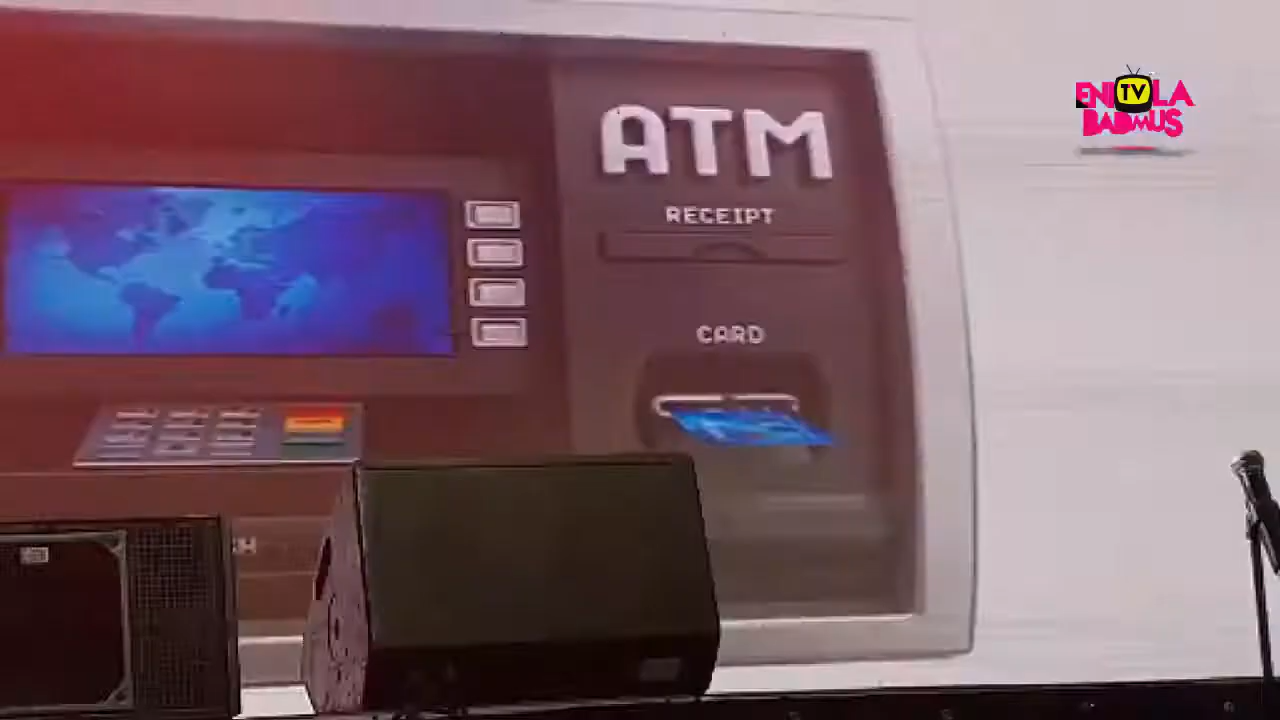 ENIOLA
TV
BADMUS
ATM
RECEIPT
CARD